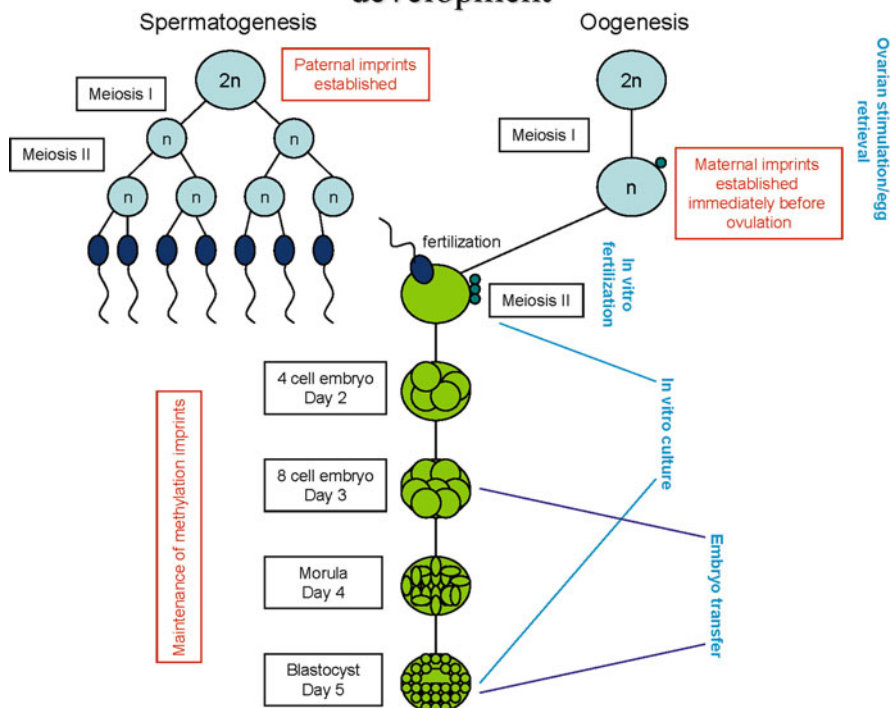 development
Spermatogenesis
Oogenesis
2n
Paternal imprints
established
2n
Meiosis I
Meiosis I
n
n
Meiosis II
n
Maternal imprints
established
immediately before
ovulation
Ovarian stimulation/egg
retrieval
n
n
n
n
fertilization
In vitro
fertilization
Meiosis II
4 cell embryo
Day 2
In vitro culture
Maintenance of methylation imprints
8 cell embryo
Day 3
Embryo transfer
Morula
Day 4
Blastocyst
Day 5